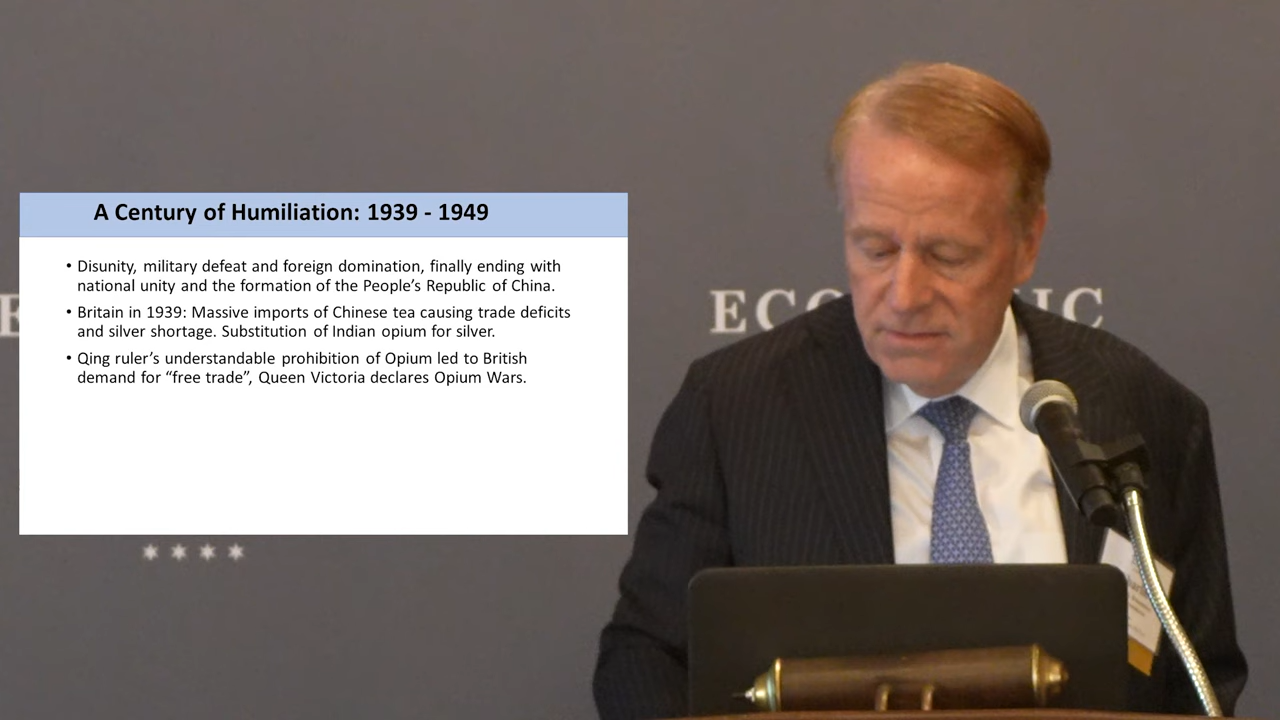 A Century of Humiliation: 1939 - 1949
• Disunity, military defeat and foreign domination, finally ending with
national unity and the formation of the People's Republic of China.
• Britain in 1939: Massive imports of Chinese tea causing trade deficits
and silver shortage. Substitution of Indian opium for silver.
• Qing ruler's understandable prohibition of Opium led to British
demand for “free trade”, Queen Victoria declares Opium Wars.